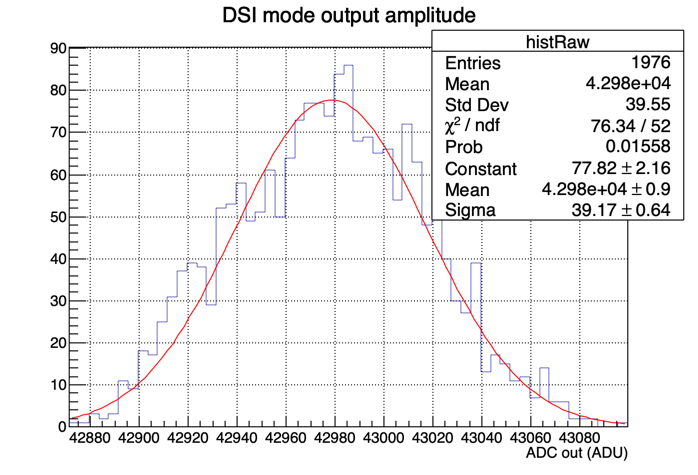 DSI mode output amplitude
histRaw
Entries 1976
Mean 4.298e+04
Std Dev 39.55
χ² / ndf 76.34 / 52
Prob 0.01558
Constant 77.82 ± 2.16
Mean 4.298e+04 ± 0.9
Sigma 39.17 ± 0.64
90
80
70
60
50
40
30
20
10
0
42880 42900 42920 42940 42960 42980 43000 43020 43040 43060 43080
ADC out (ADU)